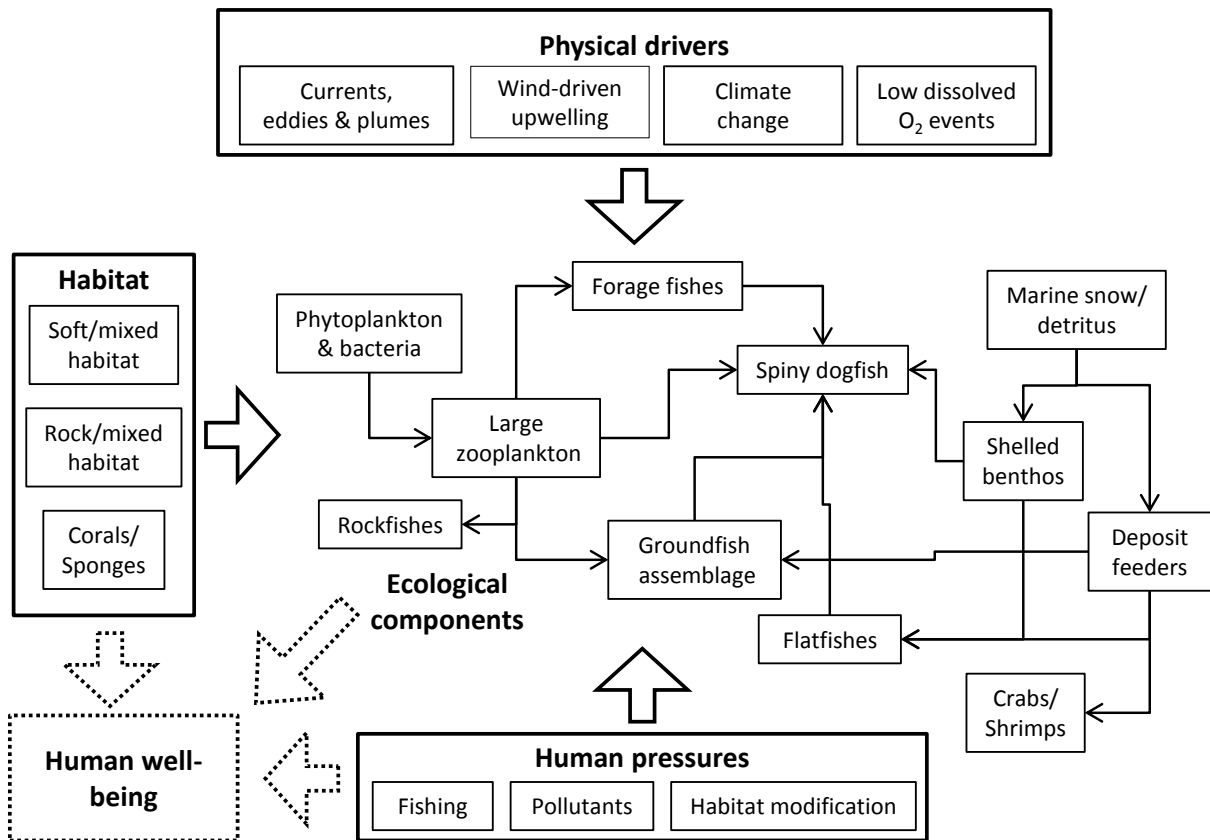 Physical drivers
Currents,
eddies & plumes
Wind-driven
upwelling
Climate
change
Low dissolved
O₂ events
Habitat
Soft/mixed
habitat
Rock/mixed
habitat
Corals/
Sponges
Phytoplankton
& bacteria
Forage fishes
Marine snow/
detritus
Spiny dogfish
Large
zooplankton
Shelled
benthos
Rockfishes
Groundfish
assemblage
Deposit
feeders
Ecological
components
Flatfishes
Crabs/
Shrimps
Human well-
being
Human pressures
Fishing
Pollutants
Habitat modification